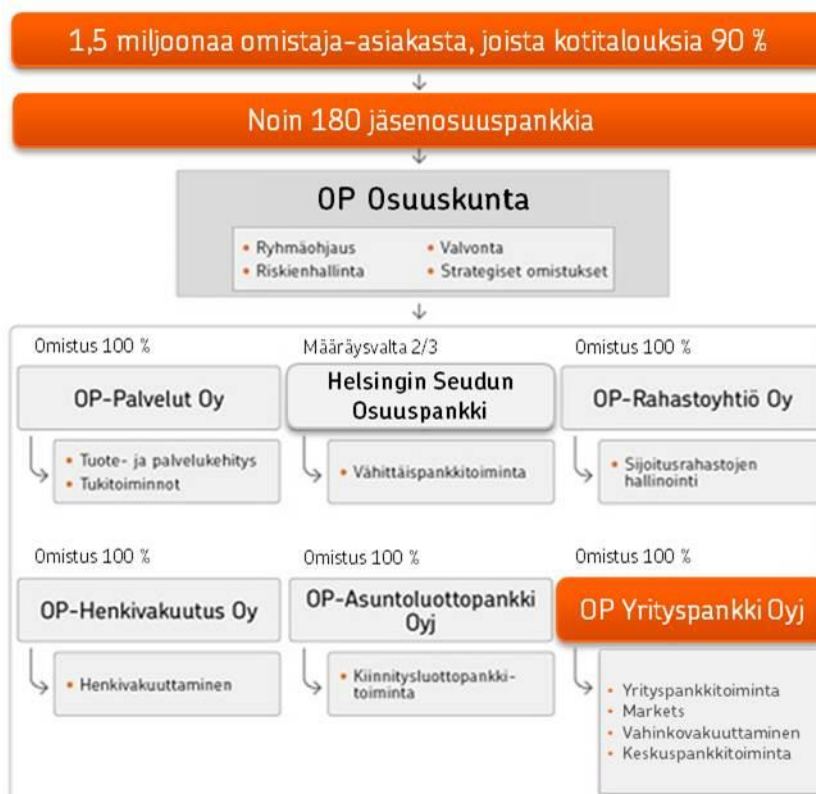 1,5 miljoonaa omistaja-asiakasta, joista kotitalouksia 90 %
Noin 180 jäsenosuuspankkia
OP Osuuskunta
• Ryhmäohjaus
• Riskienhallinta
• Valvonta
• Strategiset omistukset
Omistus 100 %
OP-Palvelut Oy
• Tuote- ja palvelukehitys
• Tukitoiminnot
Määräysvalta 2/3
Helsingin Seudun
Osuuspankki
• Vähittäispankkitoiminta
Omistus 100 %
OP-Rahastoyhtiö Oy
• Sijoitusrahastojen
hallinointi
Omistus 100 %
OP-Henkivakuutus Oy
• Henkivakuuttaminen
Omistus 100 %
OP-Asuntoluottopankki
Oyj
• Kiinnitysluottopankki-
toiminta
Omistus 100 %
OP Yrityspankki Oyj
• Yrityspankkitoiminta
• Markets
• Vahinkovakuuttaminen
• Keskuspankkitoiminta